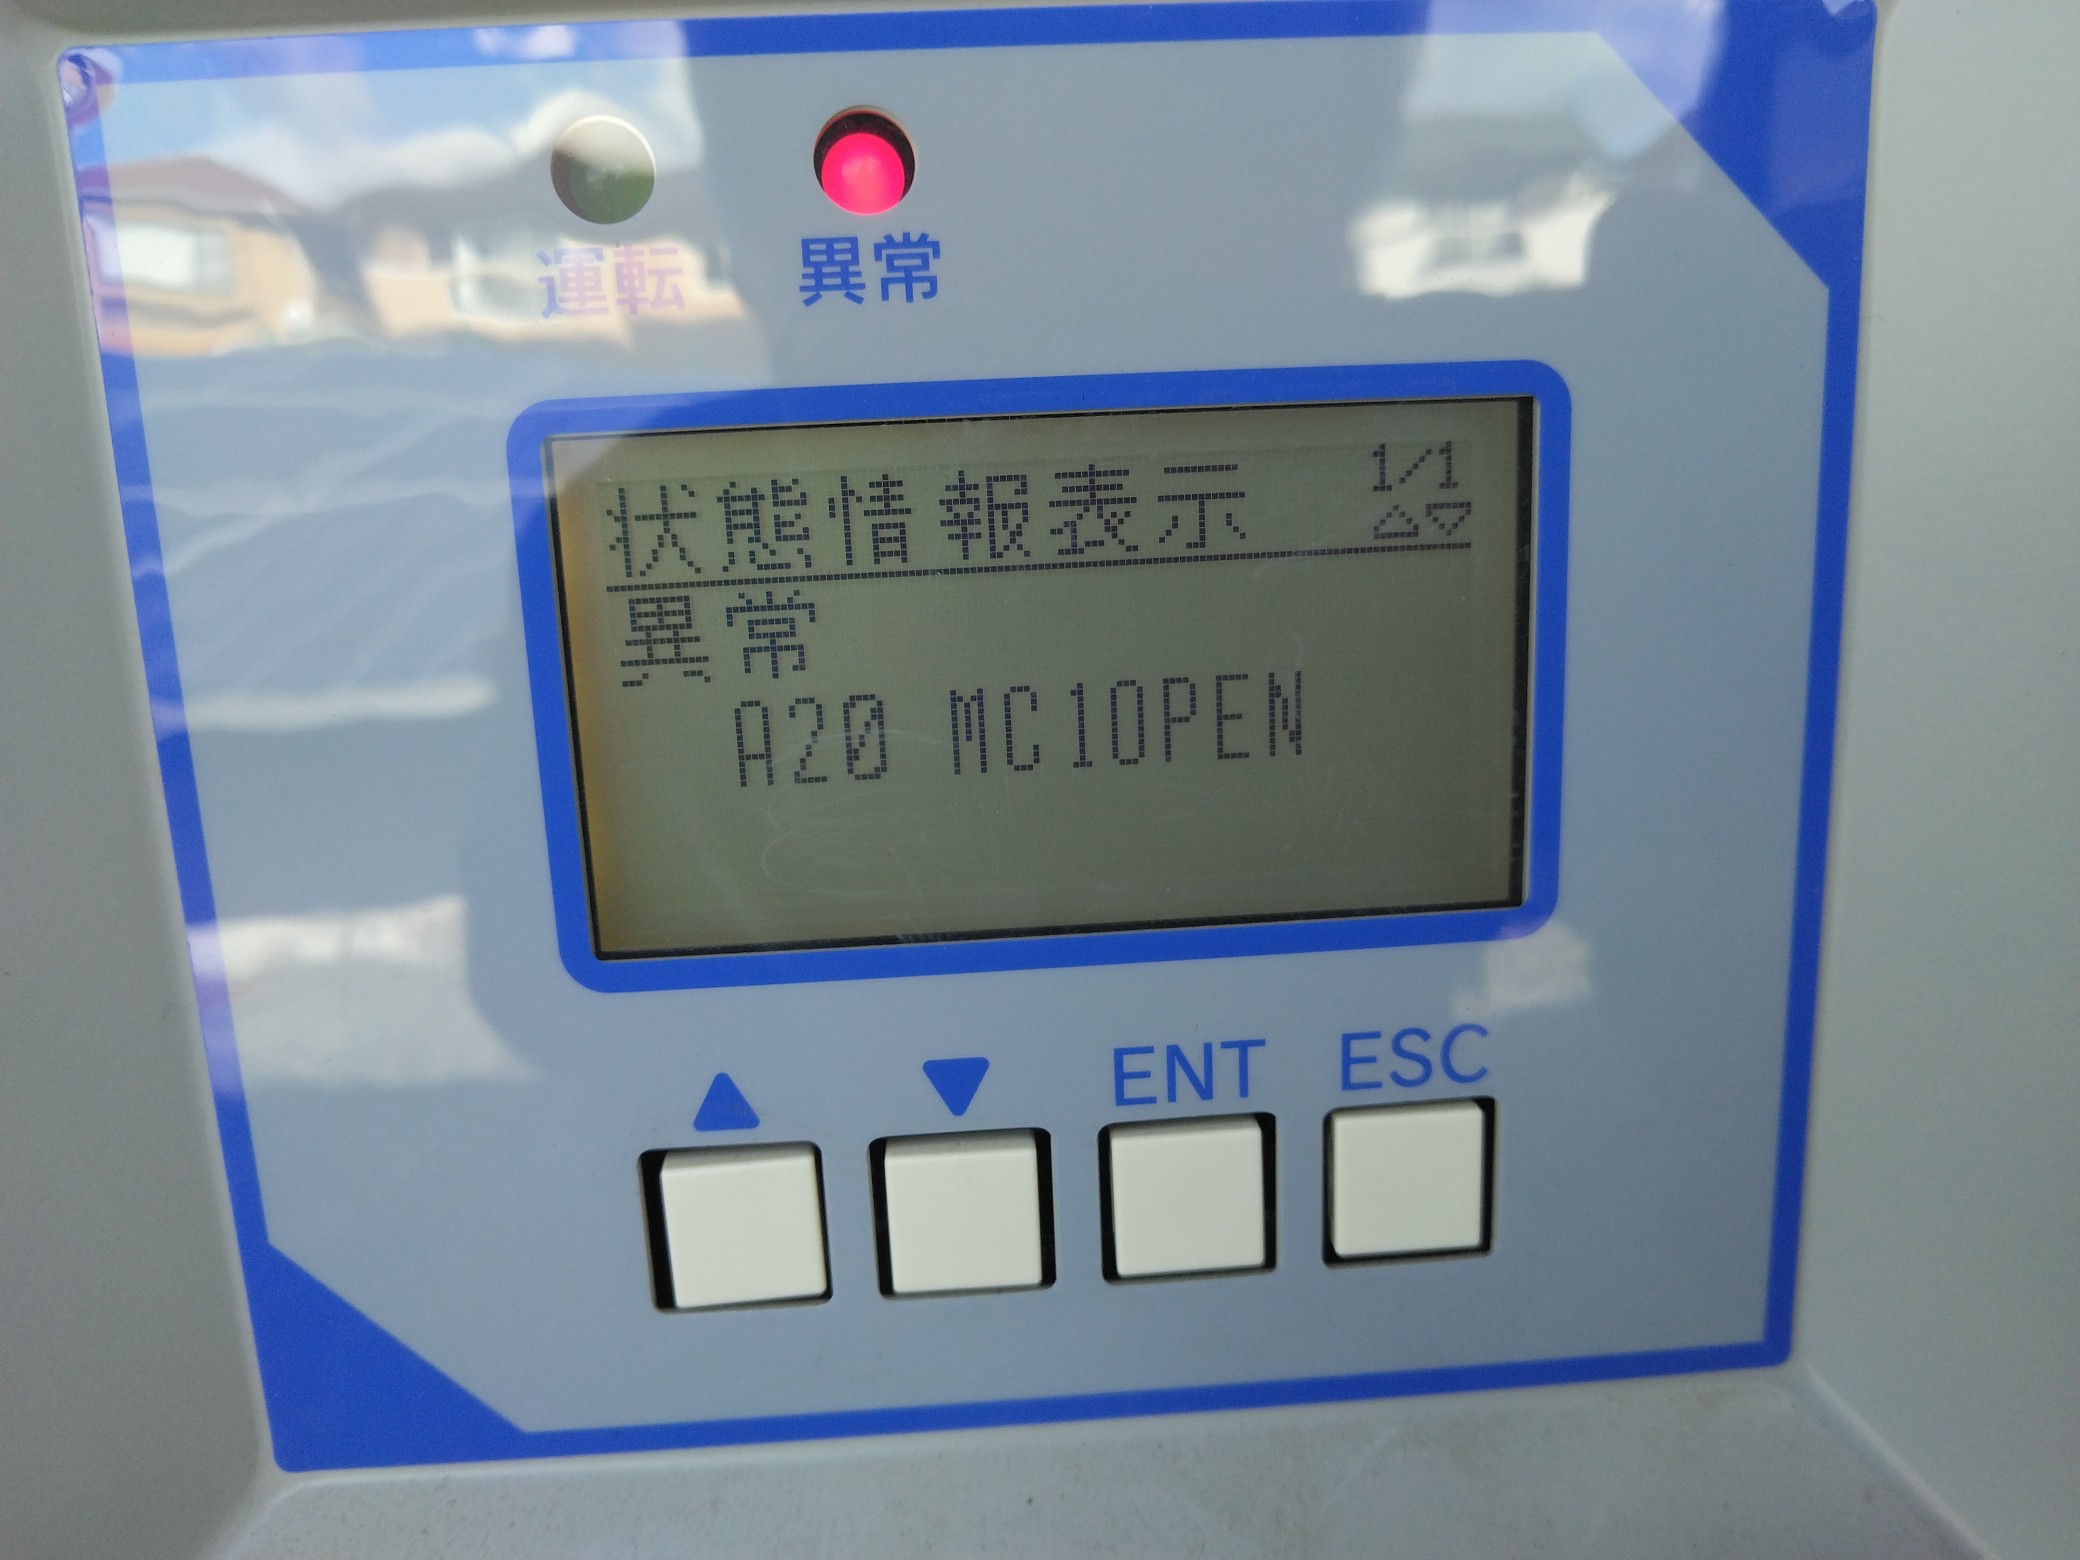 運転 異常
状態情報表示 1/1
△▽
異常
A20 MC1OPEN
▲ ▼ ENT ESC